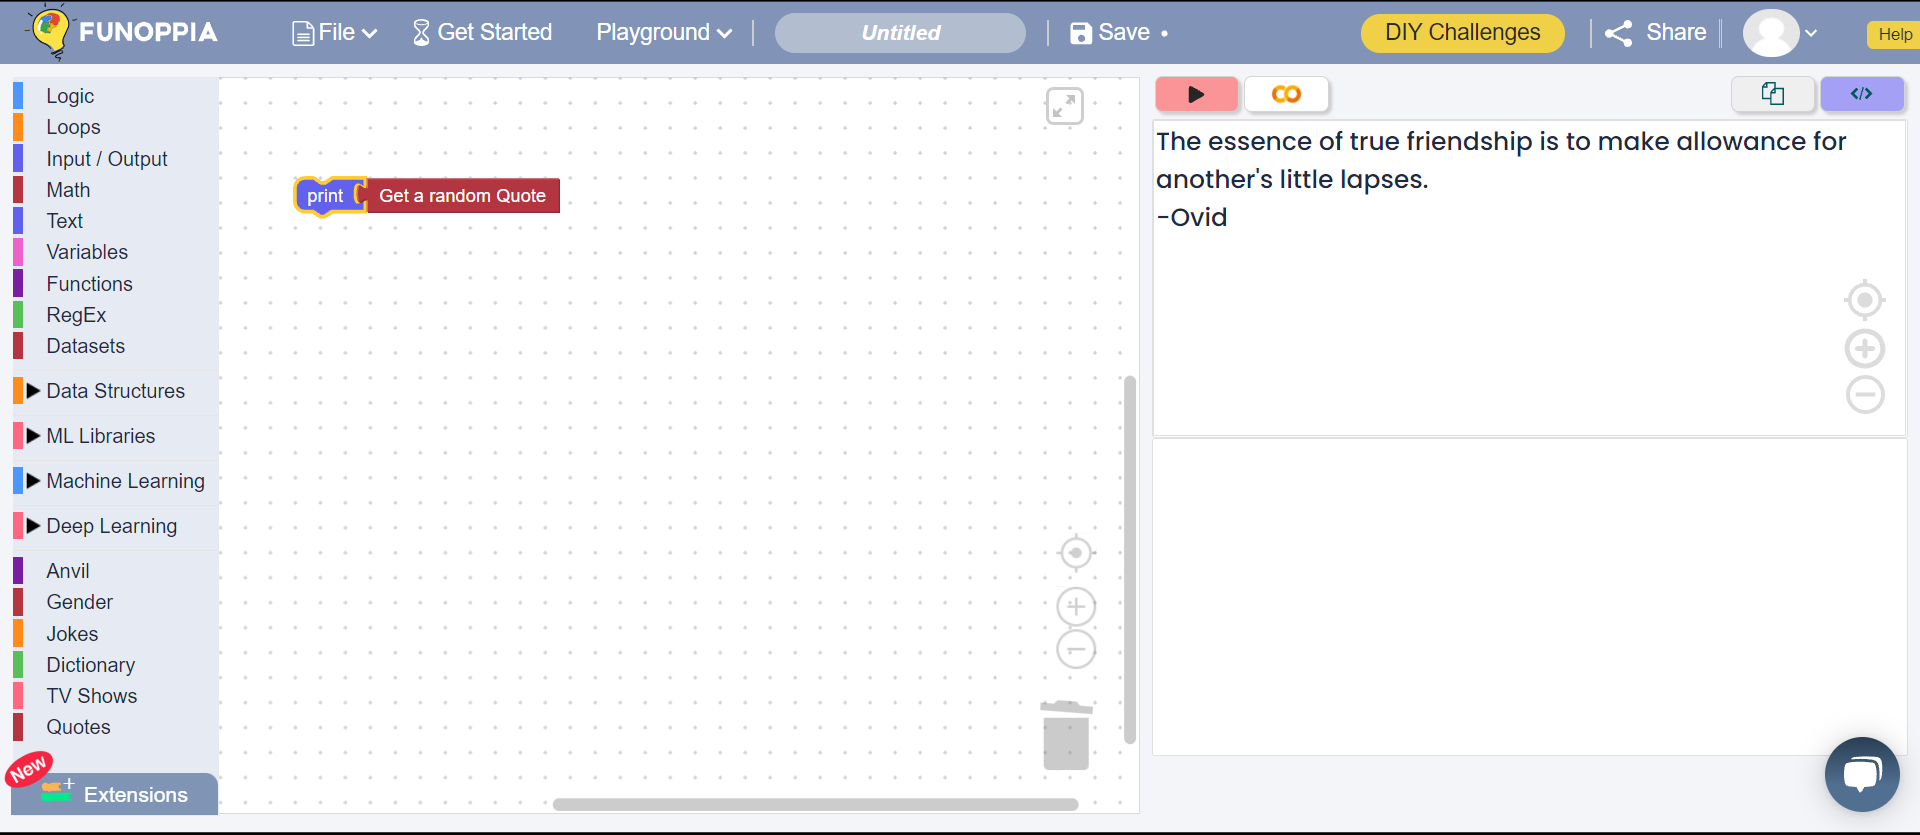 FUNOPPIA
File
Get Started
Playground
Untitled
Save
DIY Challenges
Share
Help
Logic
Loops
Input / Output
Math
Text
Variables
Functions
RegEx
Datasets
Data Structures
ML Libraries
Machine Learning
Deep Learning
Anvil
Gender
Jokes
Dictionary
TV Shows
Quotes
New
Extensions
print Get a random Quote
</>
The essence of true friendship is to make allowance for
another's little lapses.
-Ovid